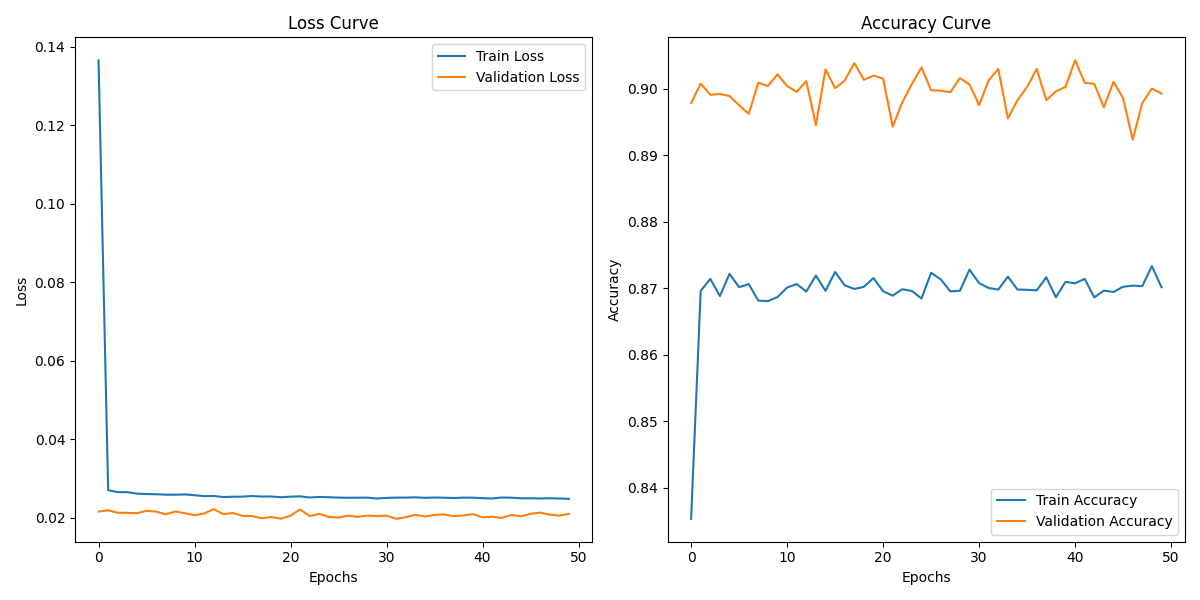 Loss Curve
0.14
0.12
0.10
0.08
0.06
0.04
0.02
Loss
0
10
20
30
40
50
Epochs
Train Loss
Validation Loss
Accuracy Curve
0.90
0.89
0.88
0.87
0.86
0.85
0.84
Accuracy
0
10
20
30
40
50
Epochs
Train Accuracy
Validation Accuracy